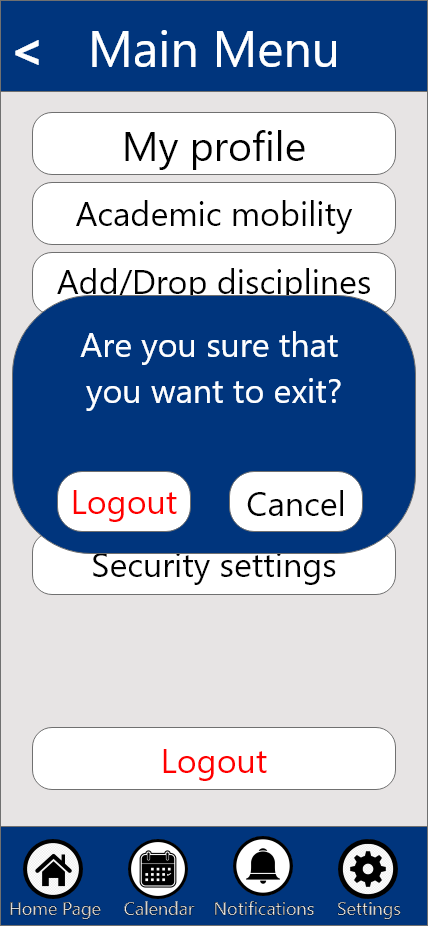 < Main Menu
My profile
Academic mobility
Add/Drop disciplines
Are you sure that
you want to exit?
Logout Cancel
Security settings
Logout
Home Page Calendar Notifications Settings